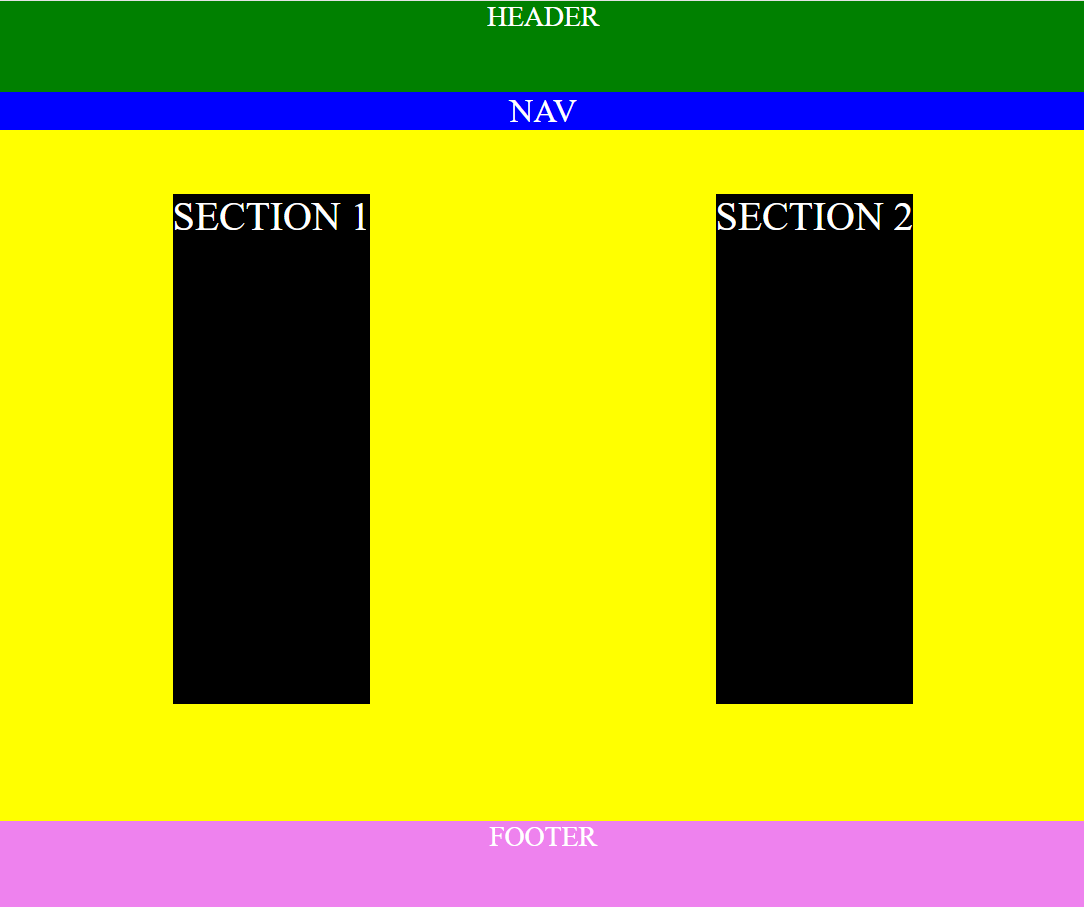 HEADER
NAV
SECTION 1
SECTION 2
FOOTER